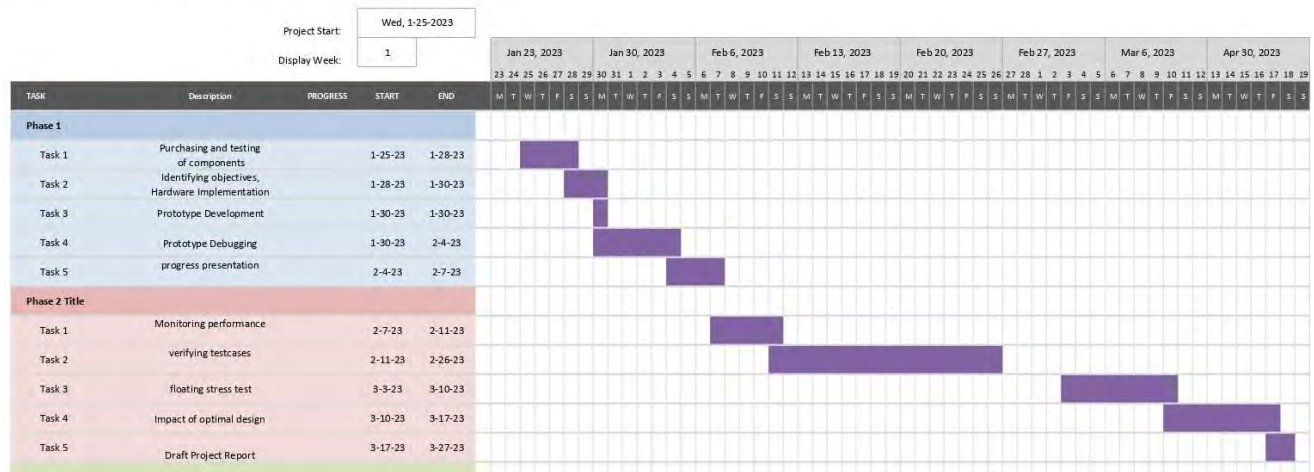 Project Start: Wed, 1-25-2023
Display Week: 1
Jan 23, 2023 Jan 30, 2023 Feb 6, 2023 Feb 13, 2023 Feb 20, 2023 Feb 27, 2023 Mar 6, 2023 Apr 30, 2023
23 24 25 26 27 28 29 30 31 1 2 3 4 5 6 7 8 9 10 11 12 13 14 15 16 17 18 19 20 21 22 23 24 25 26 27 28 1 2 3 4 5 6 7 8 9 10 11 12 13 14 15 16 17 18 19
TASK Description PROGRESS START END M T W T F S S M T W T F S S M T W T F S S M T W T F S S M T W T F S S M T W T F S S M T W T F S S M T W T F S S
Phase 1
Task 1 Purchasing and testing 1-25-23 1-28-23
of components
Task 2 Identifying objectives, 1-28-23 1-30-23
Hardware Implementation
Task 3 Prototype Development 1-30-23 1-30-23
Task 4 Prototype Debugging 1-30-23 2-4-23
Task 5 progress presentation 2-4-23 2-7-23
Phase 2 Title
Task 1 Monitoring performance 2-7-23 2-11-23
Task 2 verifying testcases 2-11-23 2-26-23
Task 3 floating stress test 3-3-23 3-10-23
Task 4 Impact of optimal design 3-10-23 3-17-23
Task 5 Draft Project Report 3-17-23 3-27-23